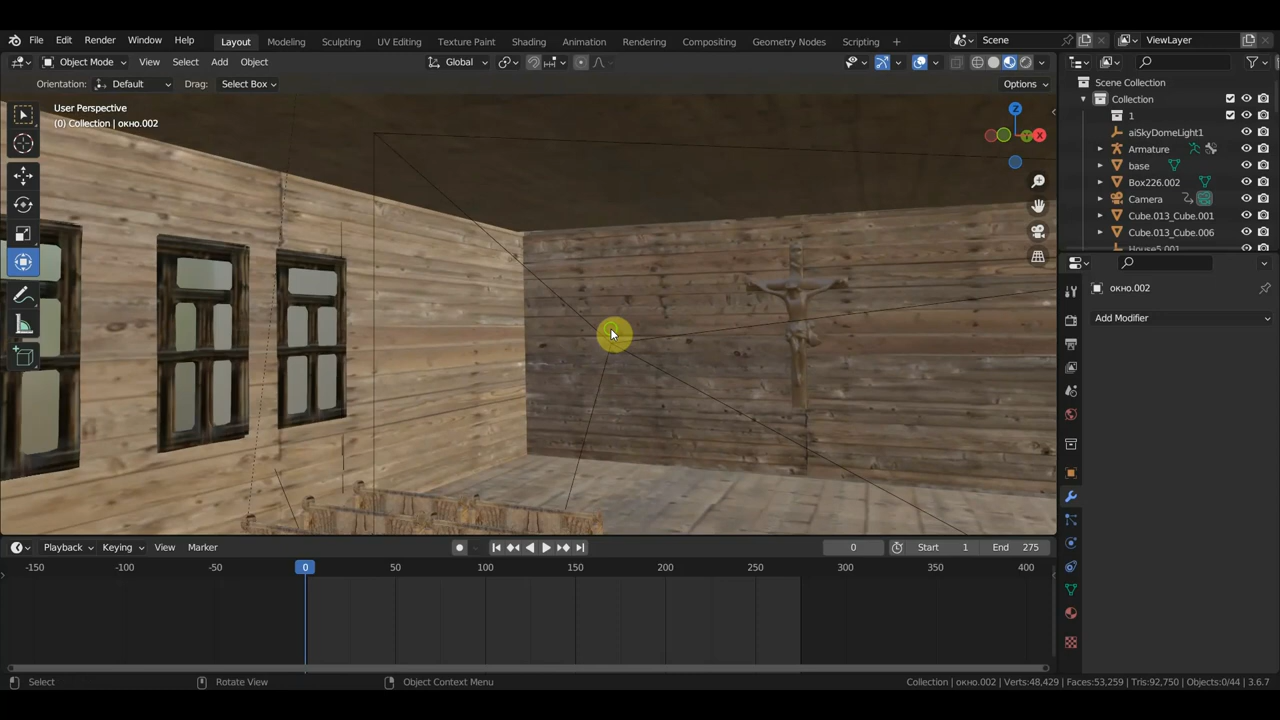 File Edit Render Window Help Layout Modeling Sculpting UV Editing Texture Paint Shading Animation Rendering Compositing Geometry Nodes Scripting + Scene ViewLayer
Object Mode View Select Add Object Global
Orientation: Default Drag: Select Box Options
User Perspective
(0) Collection | окно.002
Z
X
Y
Scene Collection
Collection
1
aiSkyDomeLight1
Armature
base
Box226.002
Camera
Cube.013_Cube.001
Cube.013_Cube.006
House5.001
окно.002
Add Modifier
Playback Keying View Marker 0 Start 1 End 275
-150 -100 -50 0 50 100 150 200 250 300 350 400
Select Rotate View Object Context Menu Collection | окно.002 | Verts:48,429 | Faces:53,259 | Tris:92,750 | Objects:0/44 | 3.6.7